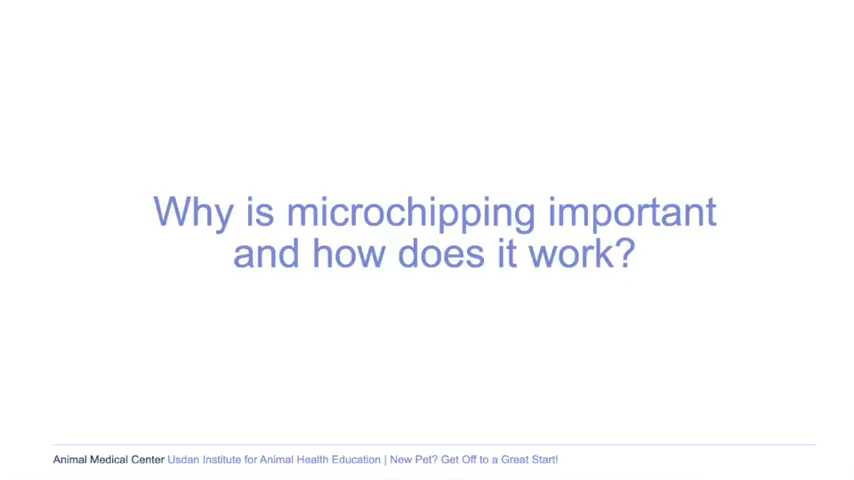 Why is microchipping important
and how does it work?
Animal Medical Center Usdan Institute for Animal Health Education | New Pet? Get Off to a Great Start!